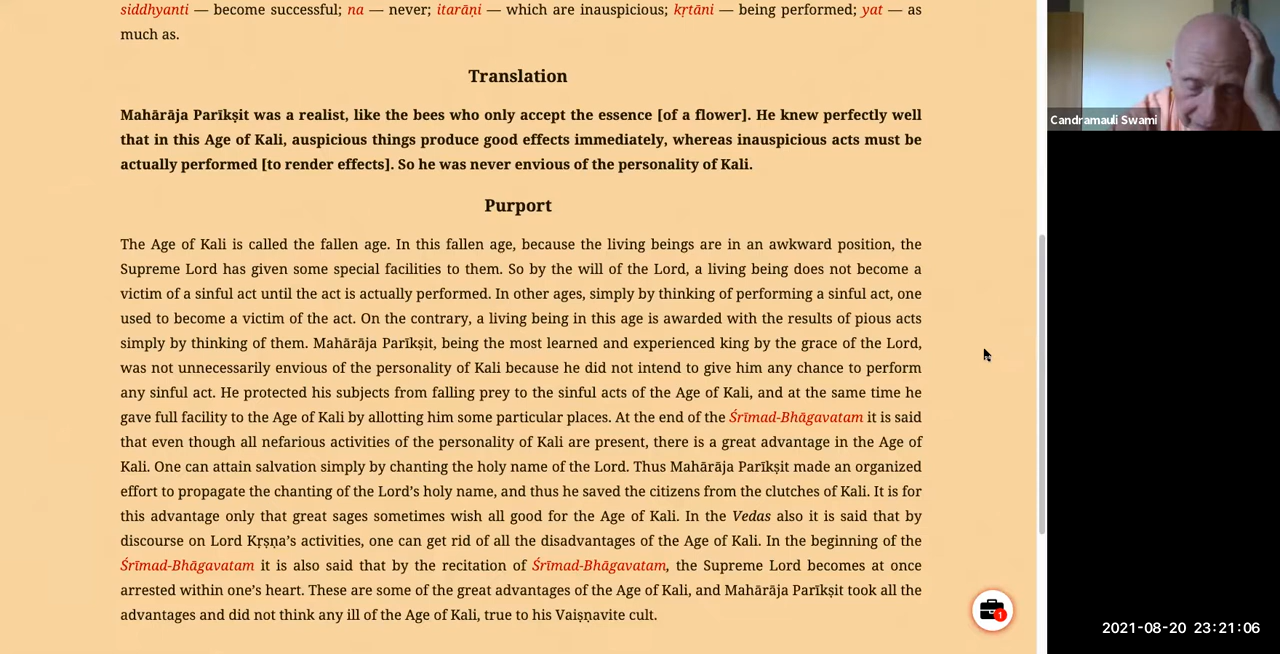 siddhyanti — become successful; na — never; itarāṇi — which are inauspicious; kṛtāni — being performed; yat — as
much as.
Translation
Mahārāja Parīkṣit was a realist, like the bees who only accept the essence [of a flower]. He knew perfectly well
that in this Age of Kali, auspicious things produce good effects immediately, whereas inauspicious acts must be
actually performed [to render effects]. So he was never envious of the personality of Kali.
Purport
The Age of Kali is called the fallen age. In this fallen age, because the living beings are in an awkward position, the
Supreme Lord has given some special facilities to them. So by the will of the Lord, a living being does not become a
victim of a sinful act until the act is actually performed. In other ages, simply by thinking of performing a sinful act, one
used to become a victim of the act. On the contrary, a living being in this age is awarded with the results of pious acts
simply by thinking of them. Mahārāja Parīkṣit, being the most learned and experienced king by the grace of the Lord,
was not unnecessarily envious of the personality of Kali because he did not intend to give him any chance to perform
any sinful act. He protected his subjects from falling prey to the sinful acts of the Age of Kali, and at the same time he
gave full facility to the Age of Kali by allotting him some particular places. At the end of the Śrīmad-Bhāgavatam it is said
that even though all nefarious activities of the personality of Kali are present, there is a great advantage in the Age of
Kali. One can attain salvation simply by chanting the holy name of the Lord. Thus Mahārāja Parīkṣit made an organized
effort to propagate the chanting of the Lord’s holy name, and thus he saved the citizens from the clutches of Kali. It is for
this advantage only that great sages sometimes wish all good for the Age of Kali. In the Vedas also it is said that by
discourse on Lord Kṛṣṇa’s activities, one can get rid of all the disadvantages of the Age of Kali. In the beginning of the
Śrīmad-Bhāgavatam it is also said that by the recitation of Śrīmad-Bhāgavatam, the Supreme Lord becomes at once
arrested within one’s heart. These are some of the great advantages of the Age of Kali, and Mahārāja Parīkṣit took all the
advantages and did not think any ill of the Age of Kali, true to his Vaiṣṇavite cult.
Candramauli Swami
1
2021-08-20 23:21:06